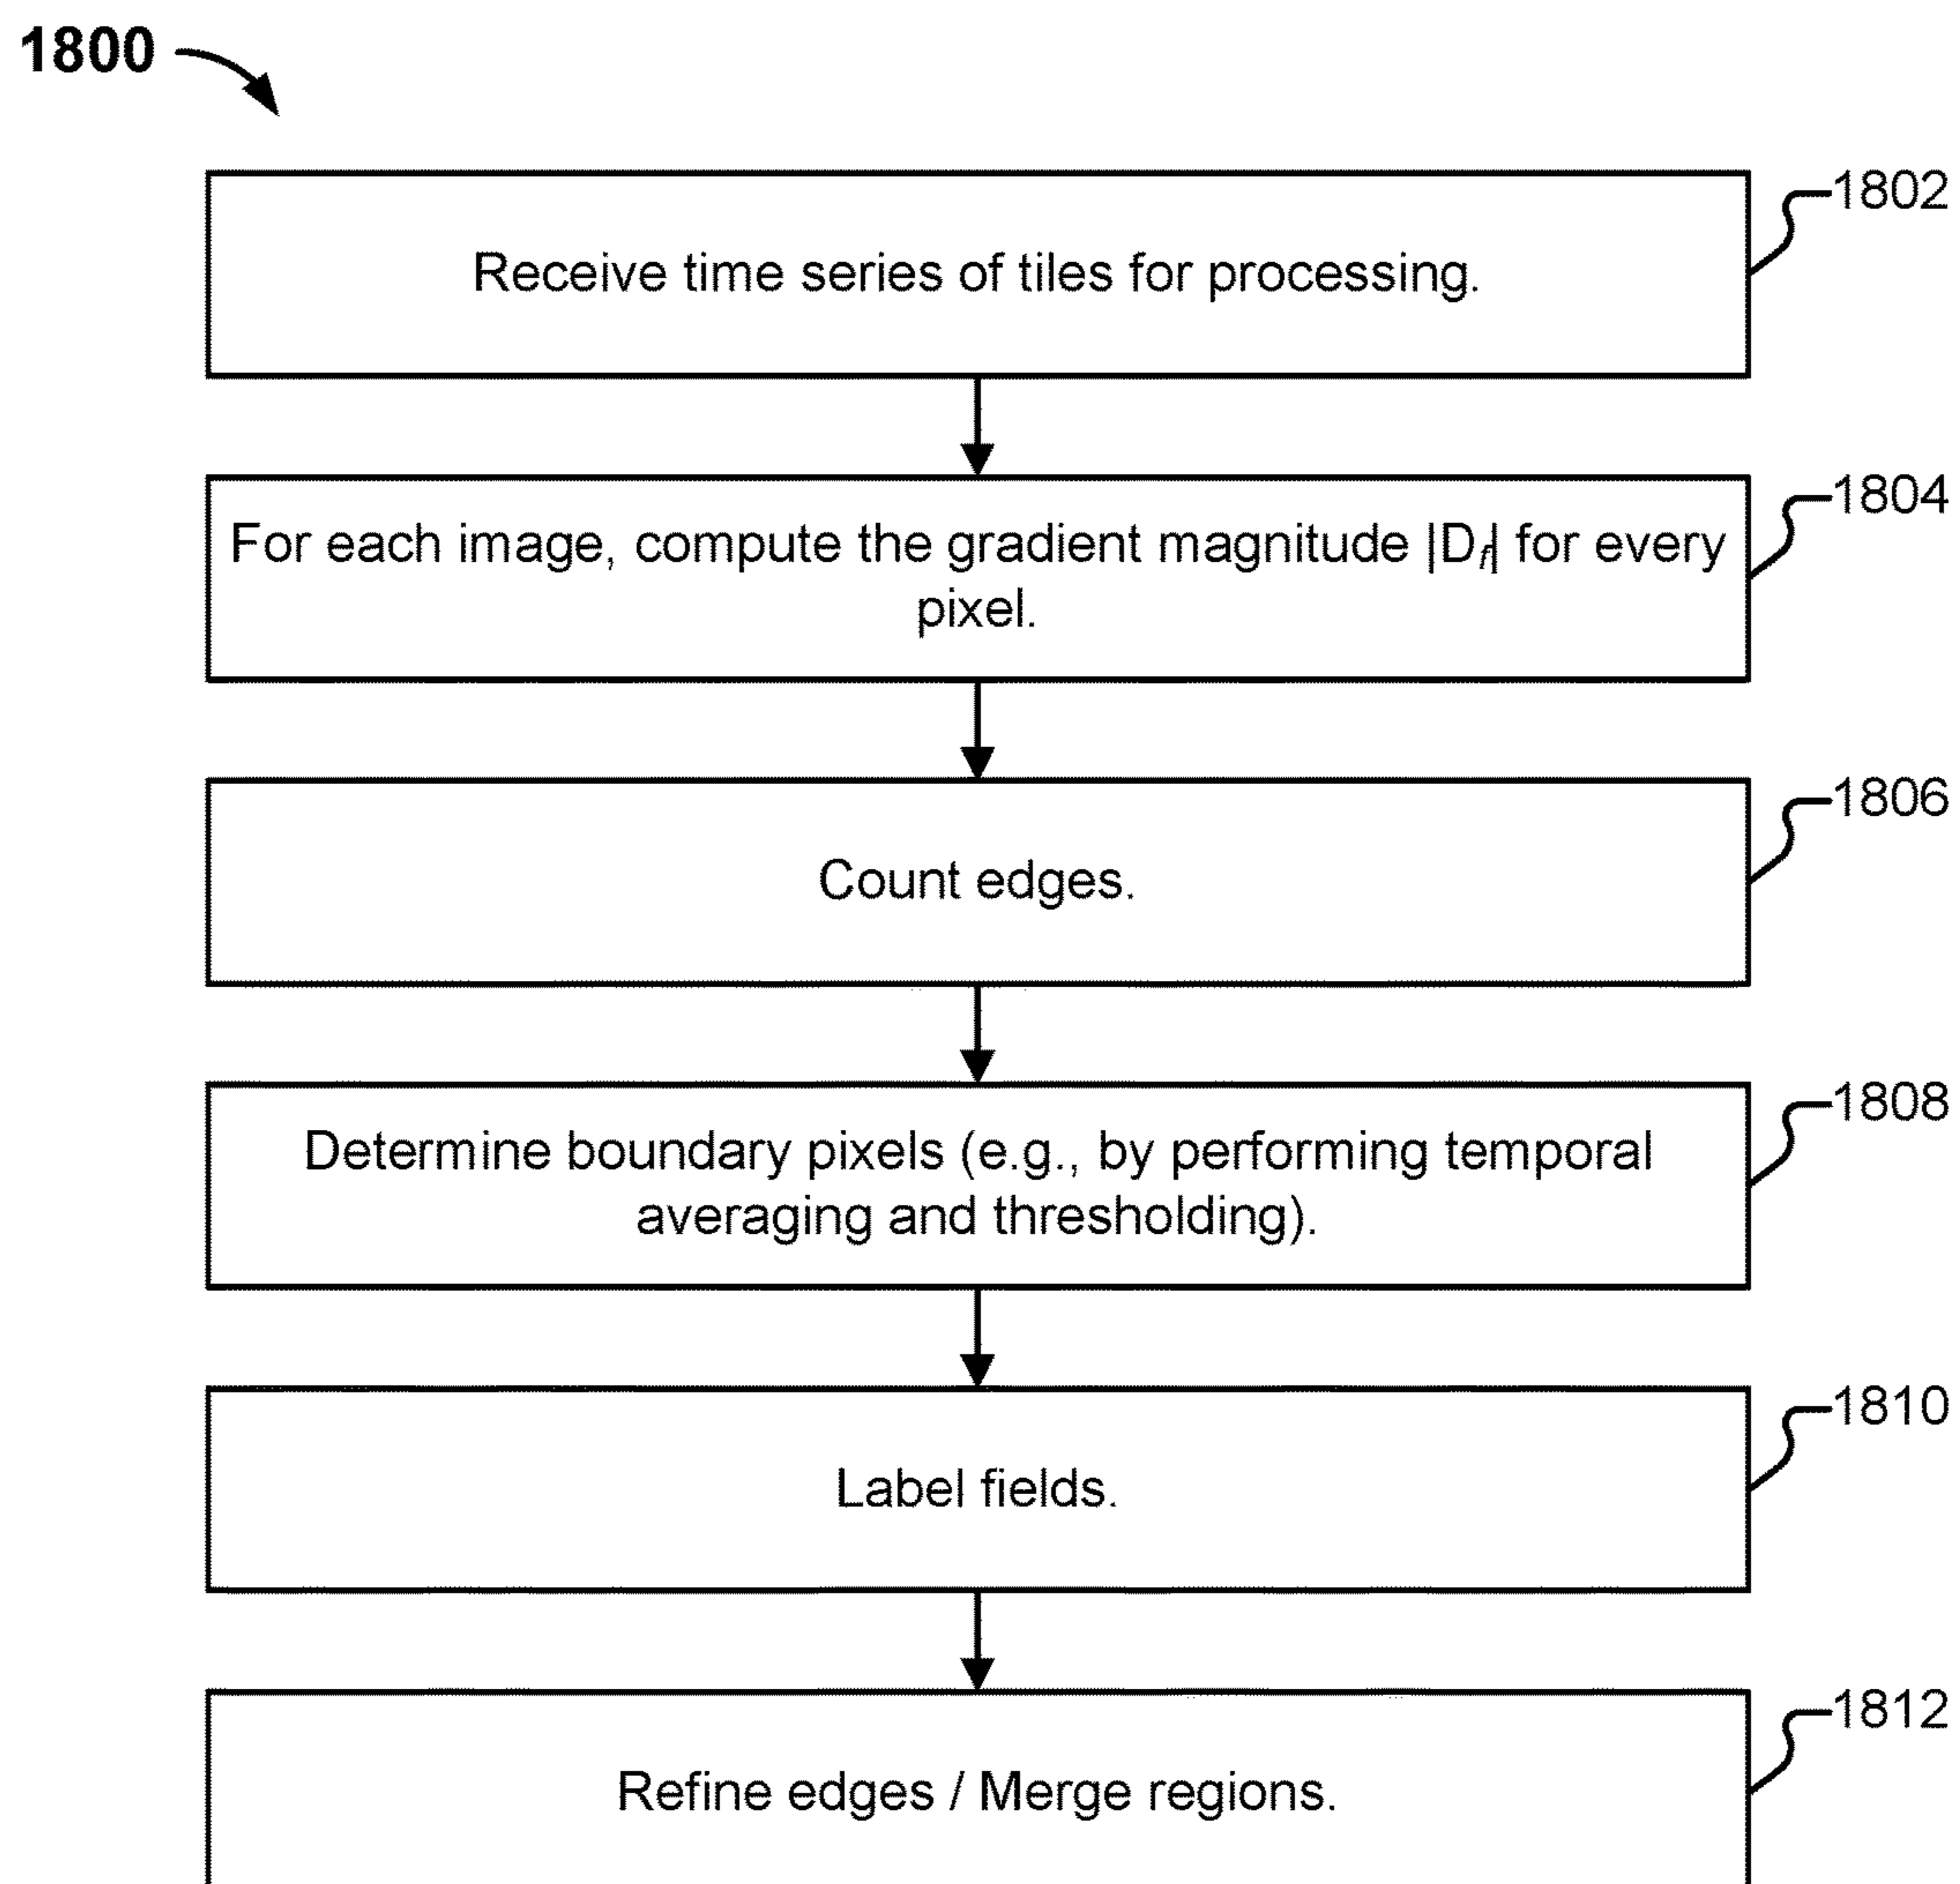 1800
1802
Receive time series of tiles for processing.
1804
For each image, compute the gradient magnitude |D_f| for every
pixel.
1806
Count edges.
1808
Determine boundary pixels (e.g., by performing temporal
averaging and thresholding).
1810
Label fields.
1812
Refine edges / Merge regions.